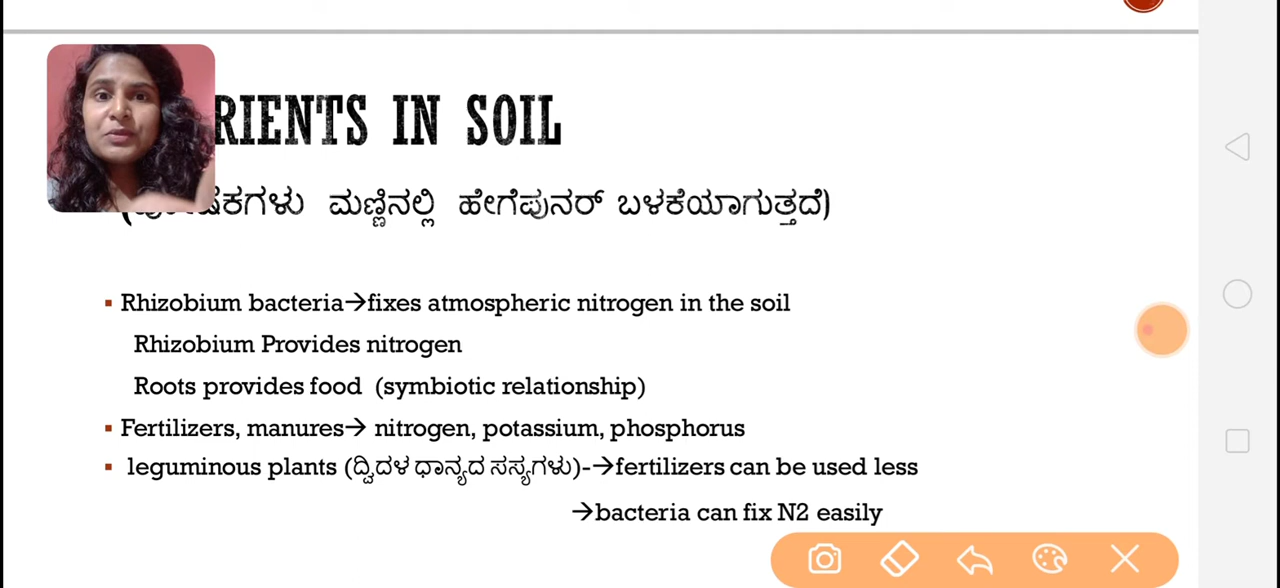 RIENTS IN SOIL
ಮಣ್ಣಿನಲ್ಲಿ ಹೇಗೆಪುನರ್ ಬಳಕೆಯಾಗುತ್ತದೆ)
▪ Rhizobium bacteria→fixes atmospheric nitrogen in the soil
Rhizobium Provides nitrogen
Roots provides food (symbiotic relationship)
▪ Fertilizers, manures→ nitrogen, potassium, phosphorus
▪ leguminous plants (ದ್ವಿದಳ ಧಾನ್ಯದ ಸಸ್ಯಗಳು)-→fertilizers can be used less
→bacteria can fix N2 easily